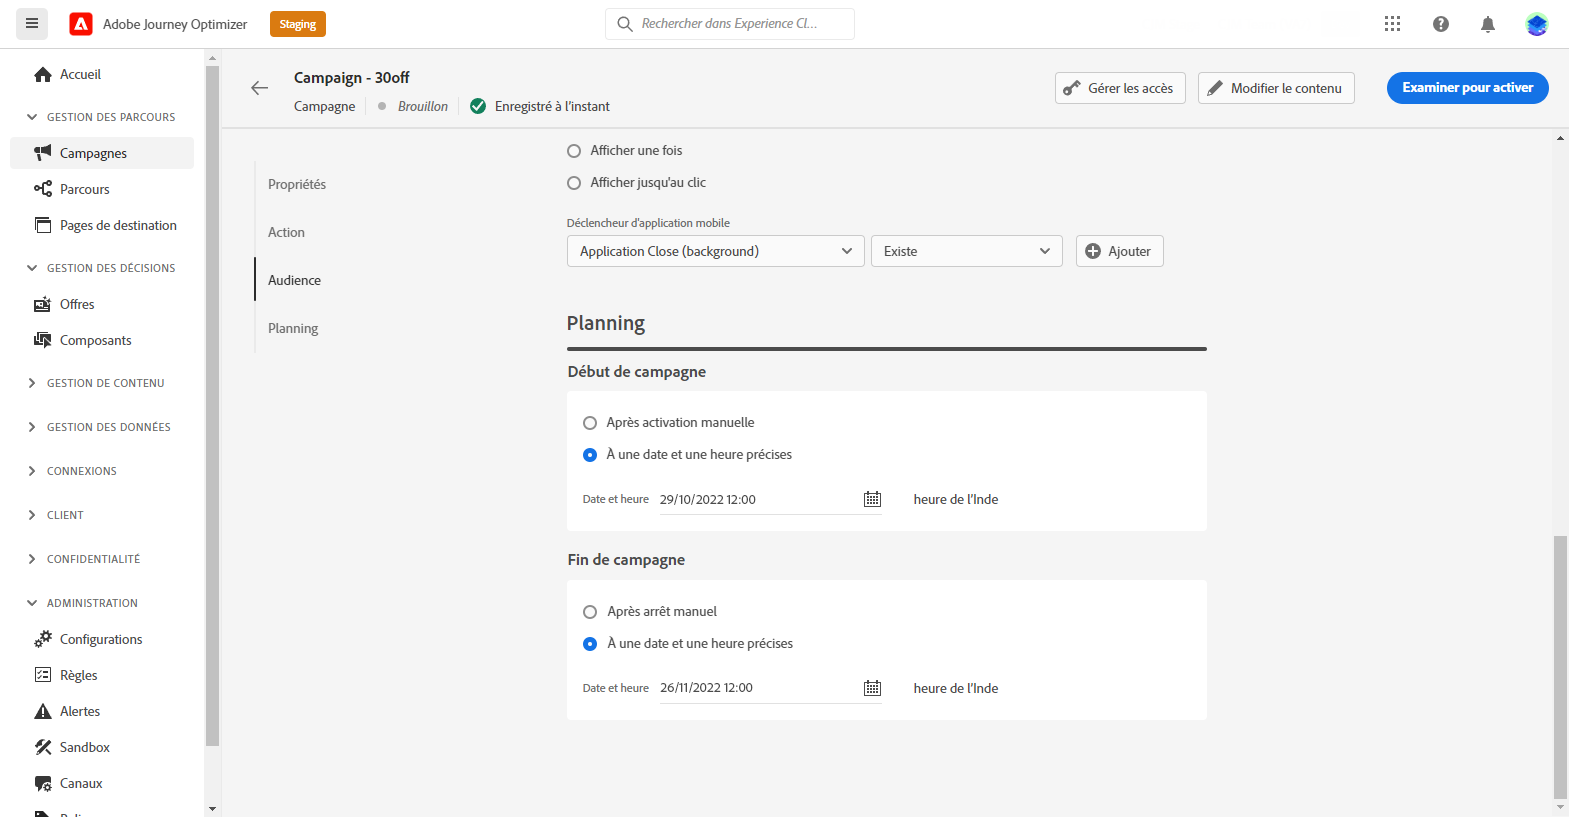 Adobe Journey Optimizer
Staging
Rechercher dans Experience Cl...
Accueil
GESTION DES PARCOURS
Campagnes
Parcours
Pages de destination
GESTION DES DÉCISIONS
Offres
Composants
GESTION DE CONTENU
GESTION DES DONNÉES
CONNEXIONS
CLIENT
CONFIDENTIALITÉ
ADMINISTRATION
Configurations
Règles
Alertes
Sandbox
Canaux
Campaign - 30off
Campagne
Brouillon
Enregistré à l'instant
Gérer les accès
Modifier le contenu
Examiner pour activer
Propriétés
Action
Audience
Planning
Afficher une fois
Afficher jusqu'au clic
Déclencheur d'application mobile
Application Close (background)
Existe
Ajouter
Planning
Début de campagne
Après activation manuelle
À une date et une heure précises
Date et heure 29/10/2022 12:00 heure de l'Inde
Fin de campagne
Après arrêt manuel
À une date et une heure précises
Date et heure 26/11/2022 12:00 heure de l'Inde